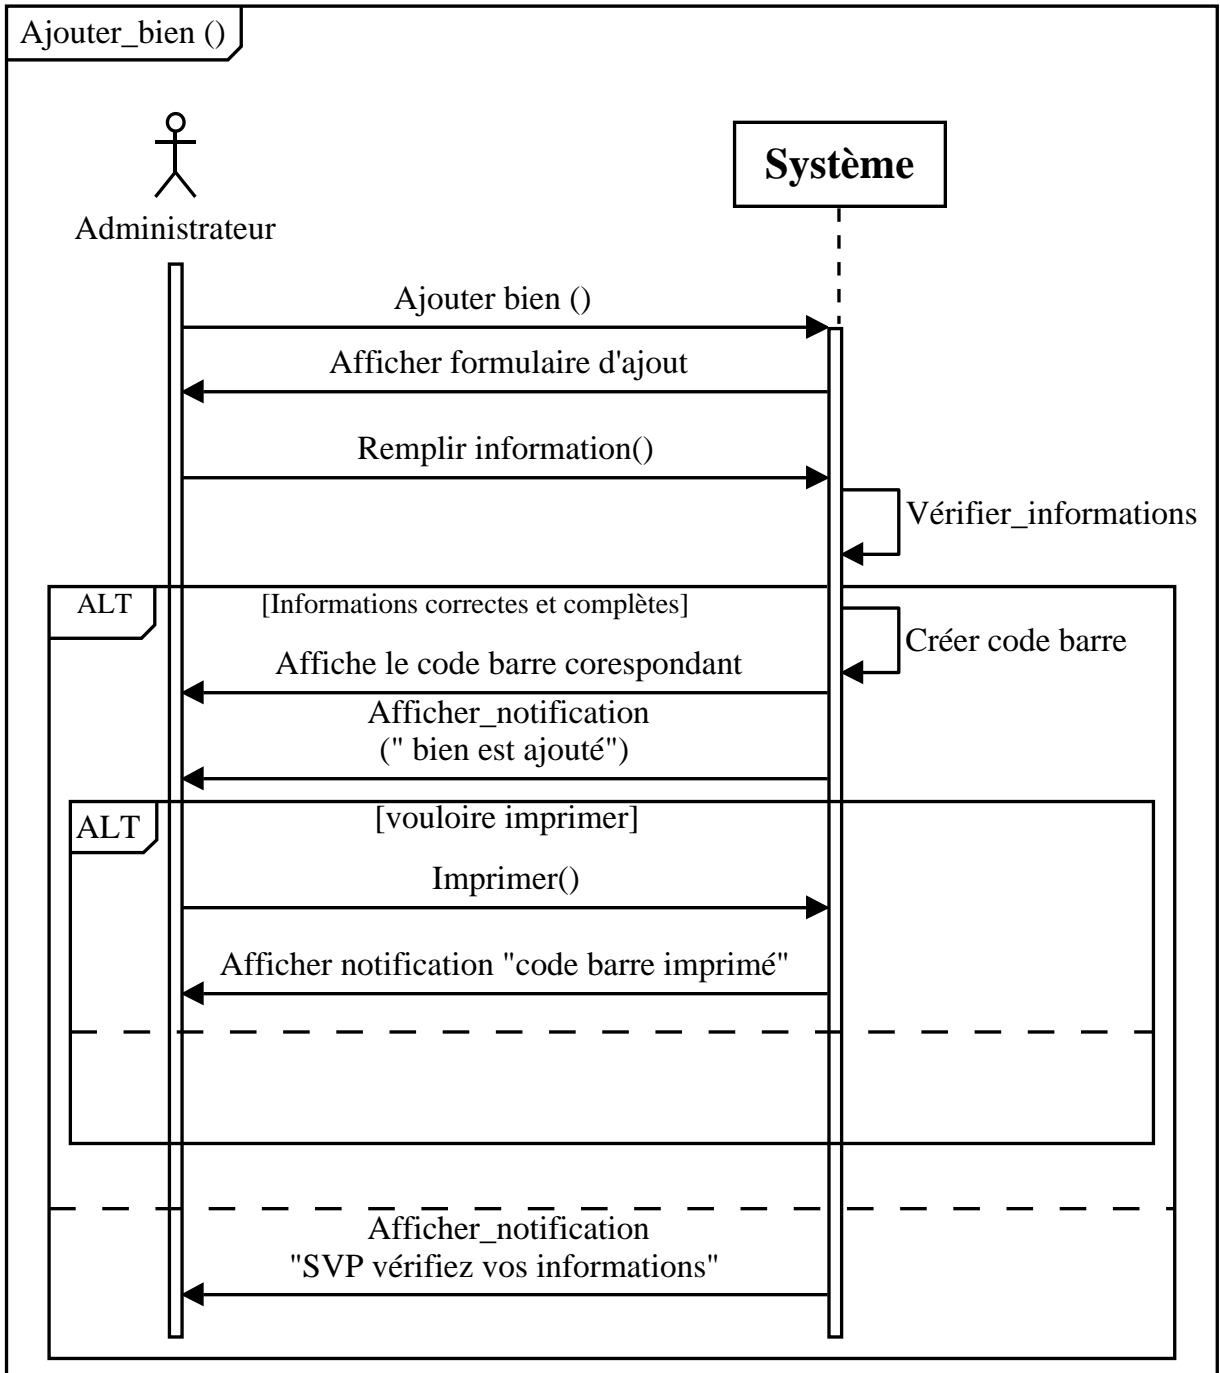 Ajouter_bien ()
Système
Administrateur
Ajouter bien ()
Afficher formulaire d'ajout
Remplir information()
Vérifier_informations
ALT
[Informations correctes et complètes]
Créer code barre
Affiche le code barre corespondant
Afficher_notification
(" bien est ajouté")
ALT
[vouloire imprimer]
Imprimer()
Afficher notification "code barre imprimé"
Afficher_notification
"SVP vérifiez vos informations"